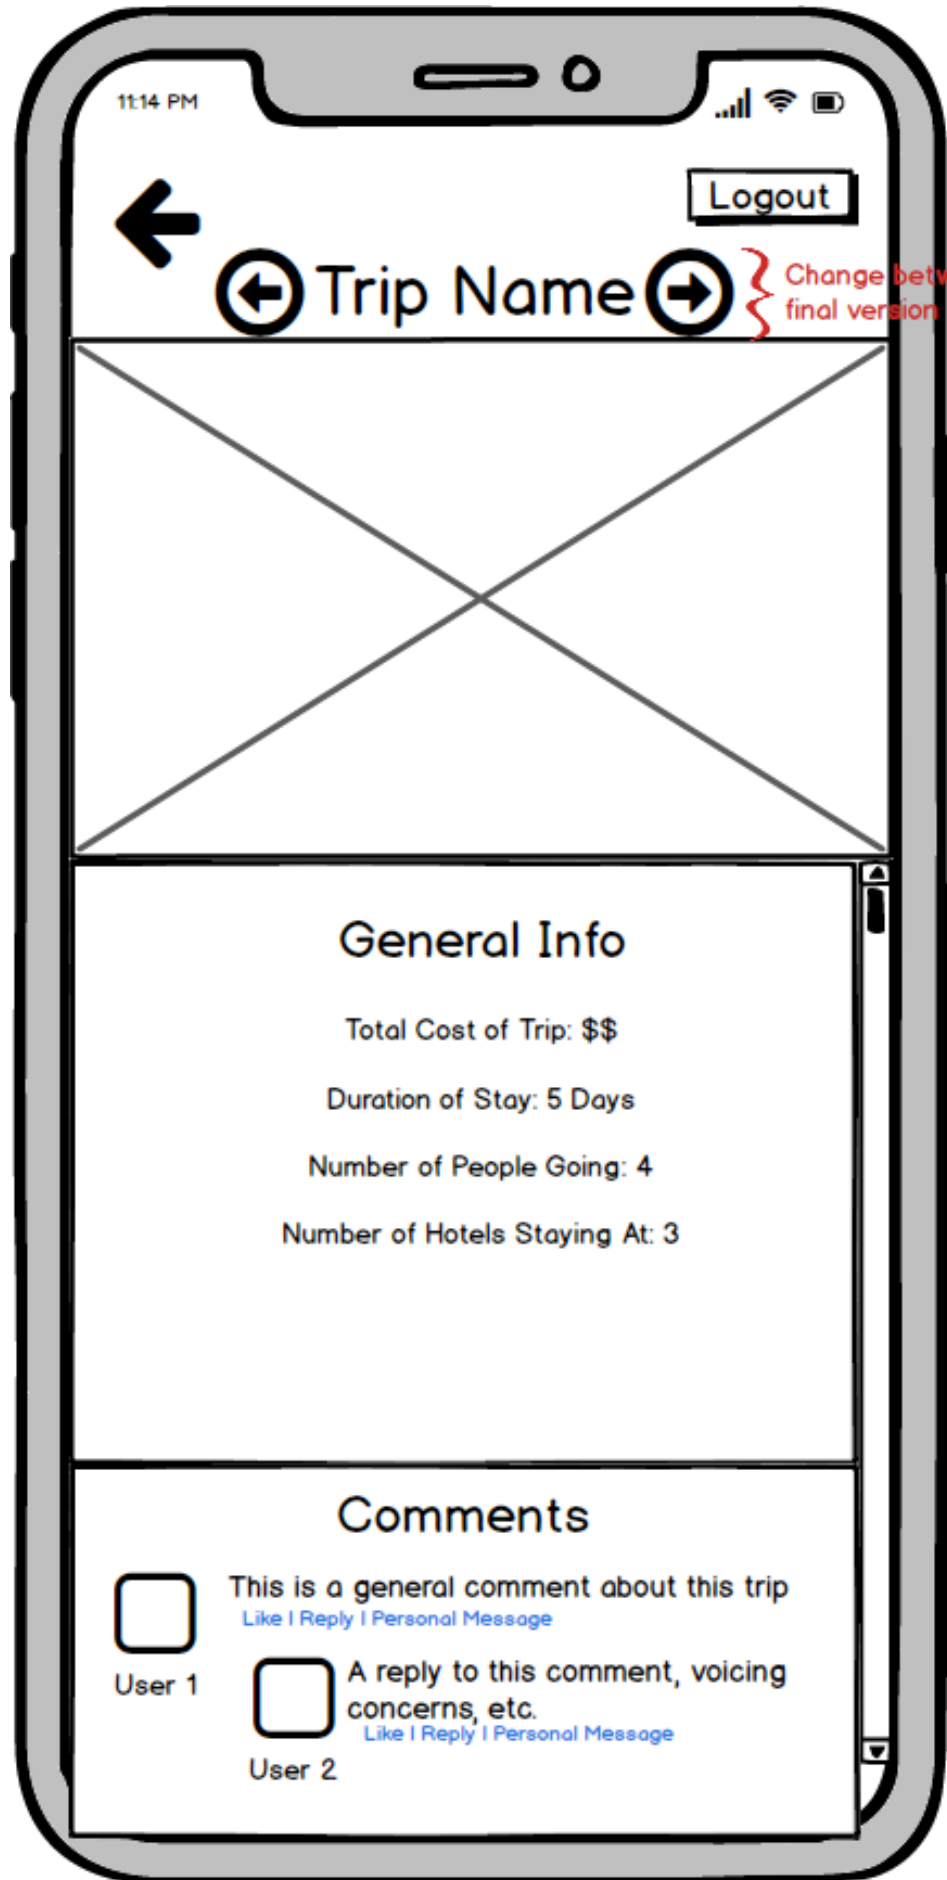 11:14 PM
Logout
Trip Name
Change
final version
General Info
Total Cost of Trip: $$
Duration of Stay: 5 Days
Number of People Going: 4
Number of Hotels Staying At: 3
Comments
This is a general comment about this trip
Like | Reply | Personal Message
User 1
A reply to this comment, voicing
concerns, etc.
Like | Reply | Personal Message
User 2